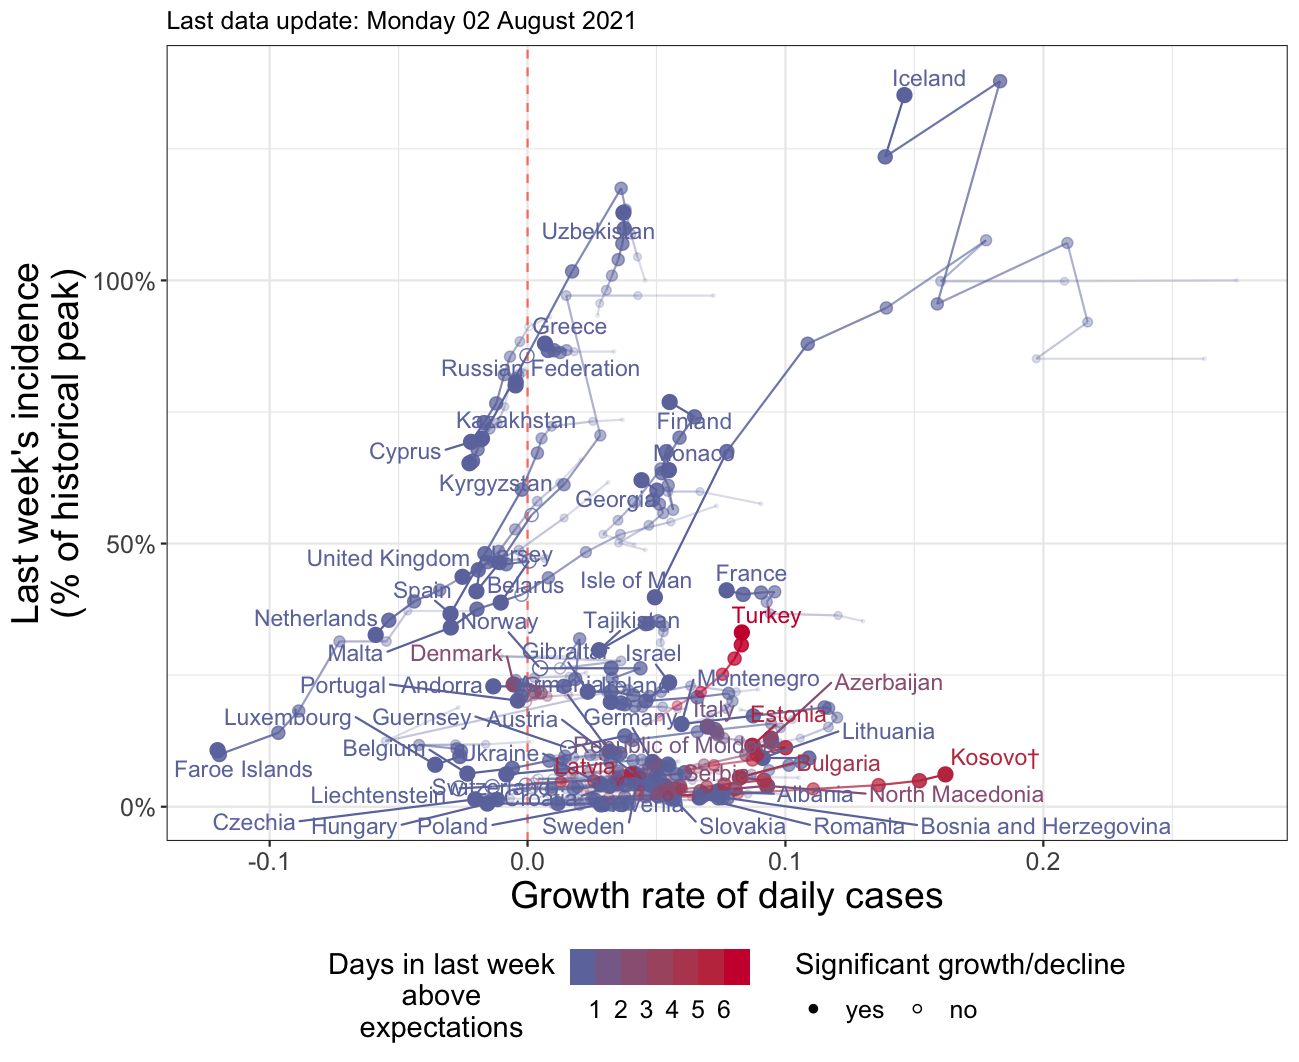 Last data update: Monday 02 August 2021
Last week's incidence
(% of historical peak)
100%
50%
0%
Iceland
Uzbekistan
Greece
Russian Federation
Kazakhstan
Cyprus
Kyrgyzstan
Finland
Monaco
Georgia
United Kingdom
Jersey
Spain
Belarus
Isle of Man
France
Netherlands
Norway
Tajikistan
Turkey
Malta
Denmark
Gibraltar
Israel
Portugal
Andorra
Armenia
Montenegro
Azerbaijan
Luxembourg
Guernsey
Austria
Germany
Italy
Estonia
Lithuania
Belgium
Ukraine
Republic of Moldova
Kosovo†
Faroe Islands
Latvia
Serbia
Bulgaria
Liechtenstein
Switzerland
Croatia
Slovenia
Albania
North Macedonia
Czechia
Hungary
Poland
Sweden
Slovakia
Romania
Bosnia and Herzegovina
-0.1
0.0
0.1
0.2
Growth rate of daily cases
Days in last week
above
expectations
1 2 3 4 5 6
Significant growth/decline
yes
no